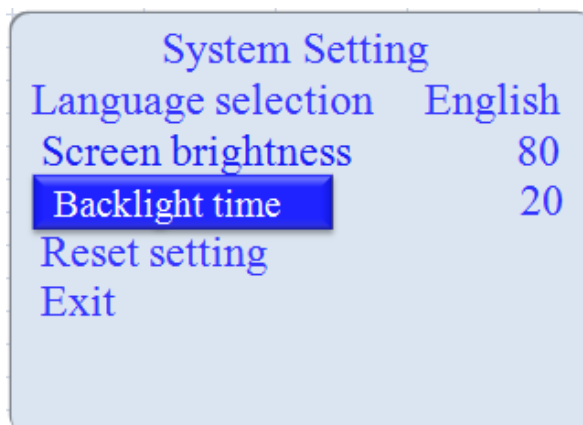 System Setting
Language selection English
Screen brightness 80
Backlight time 20
Reset setting
Exit